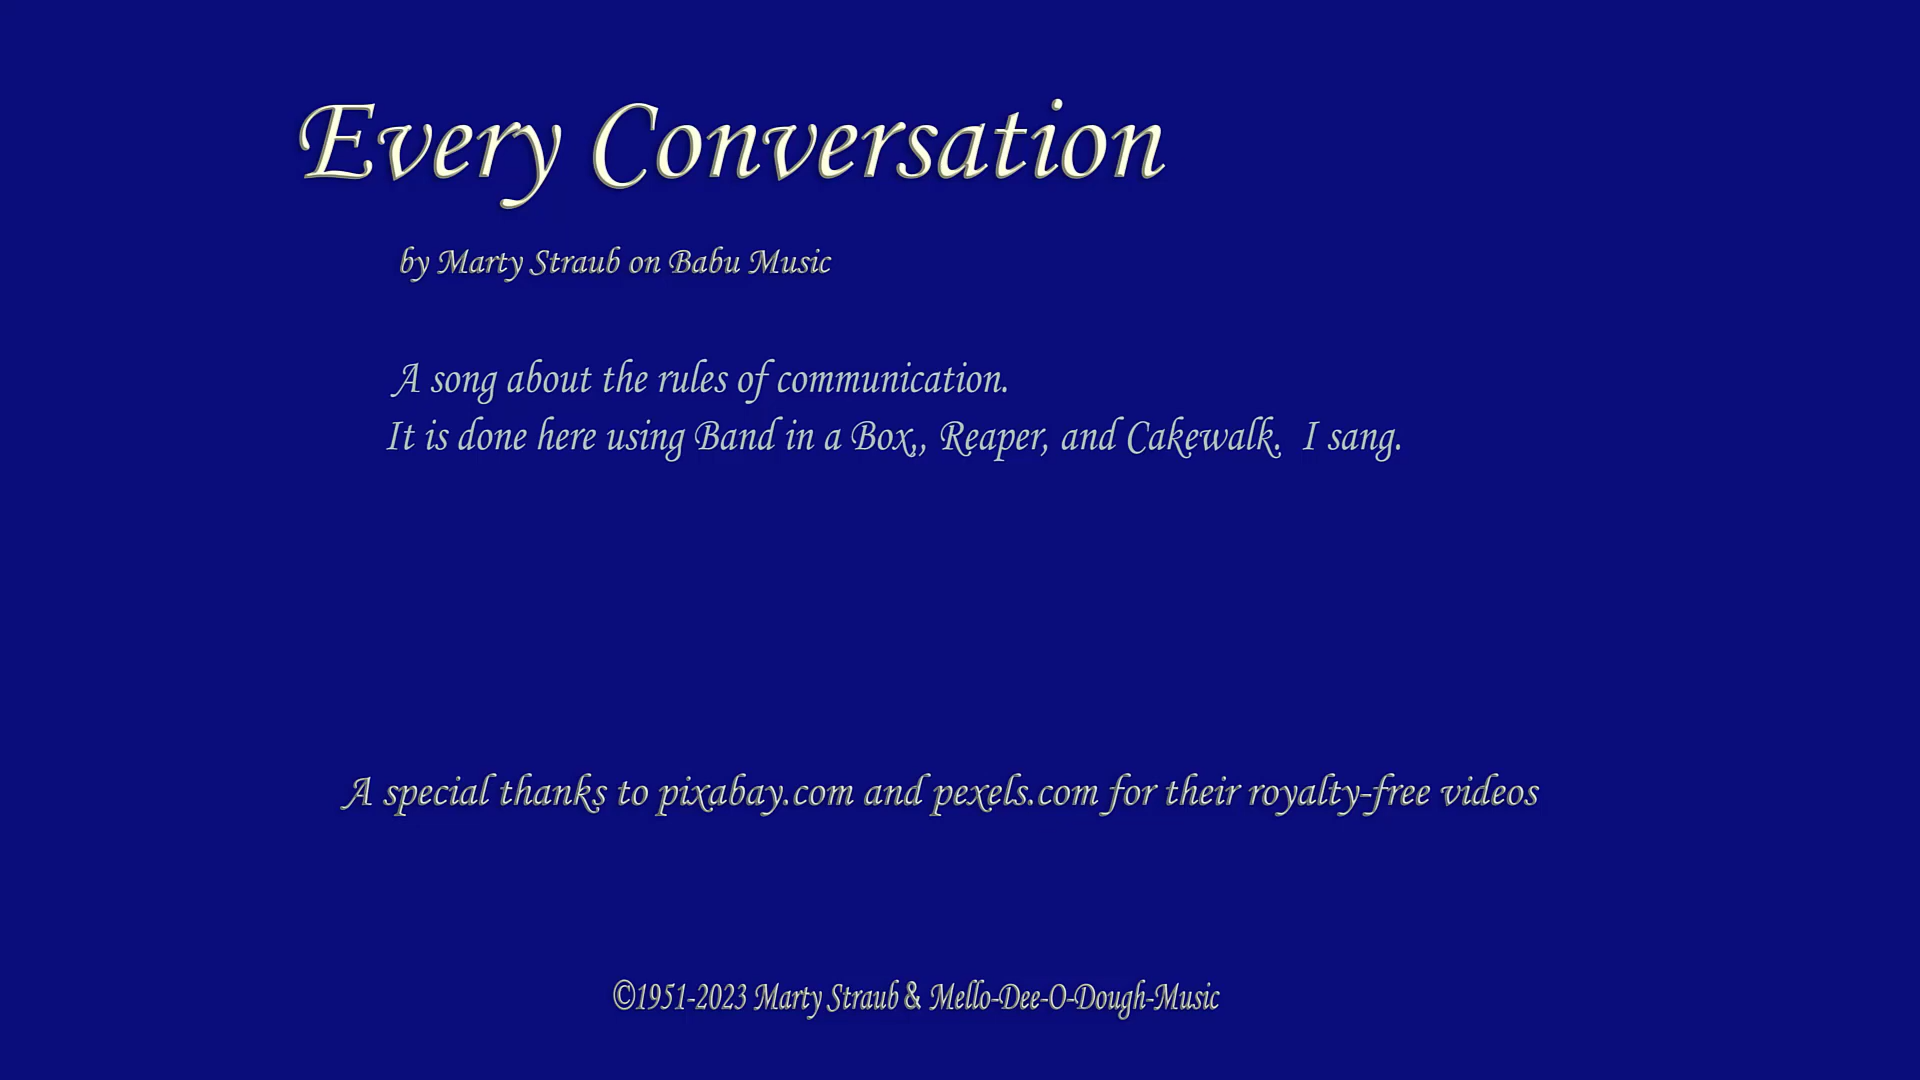 Every Conversation
by Marty Straub on Babu Music
A song about the rules of communication.
It is done here using Band in a Box,, Reaper, and Cakewalk.  I sang.
A special thanks to pixabay.com and pexels.com for their royalty-free videos
©1951-2023 Marty Straub & Mello-Dee-O-Dough-Music